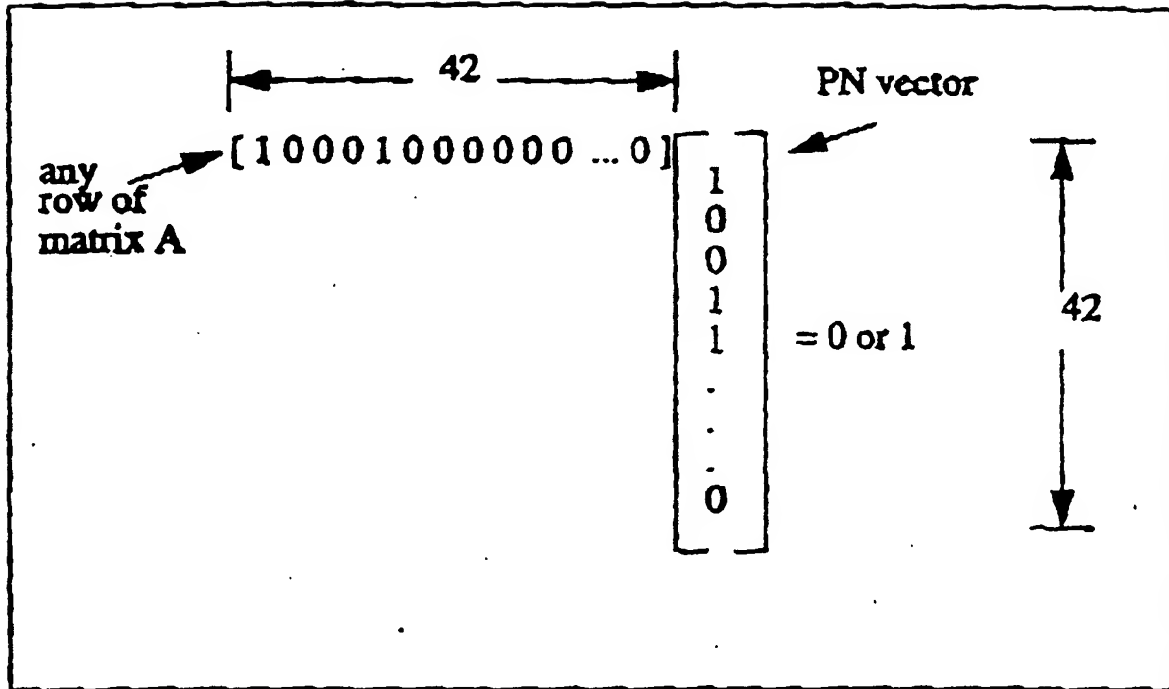 42
PN vector
[10001000000 ... 0]
any
row of
matrix A
1
0
0
1
1
.
.
.
0
= 0 or 1
42